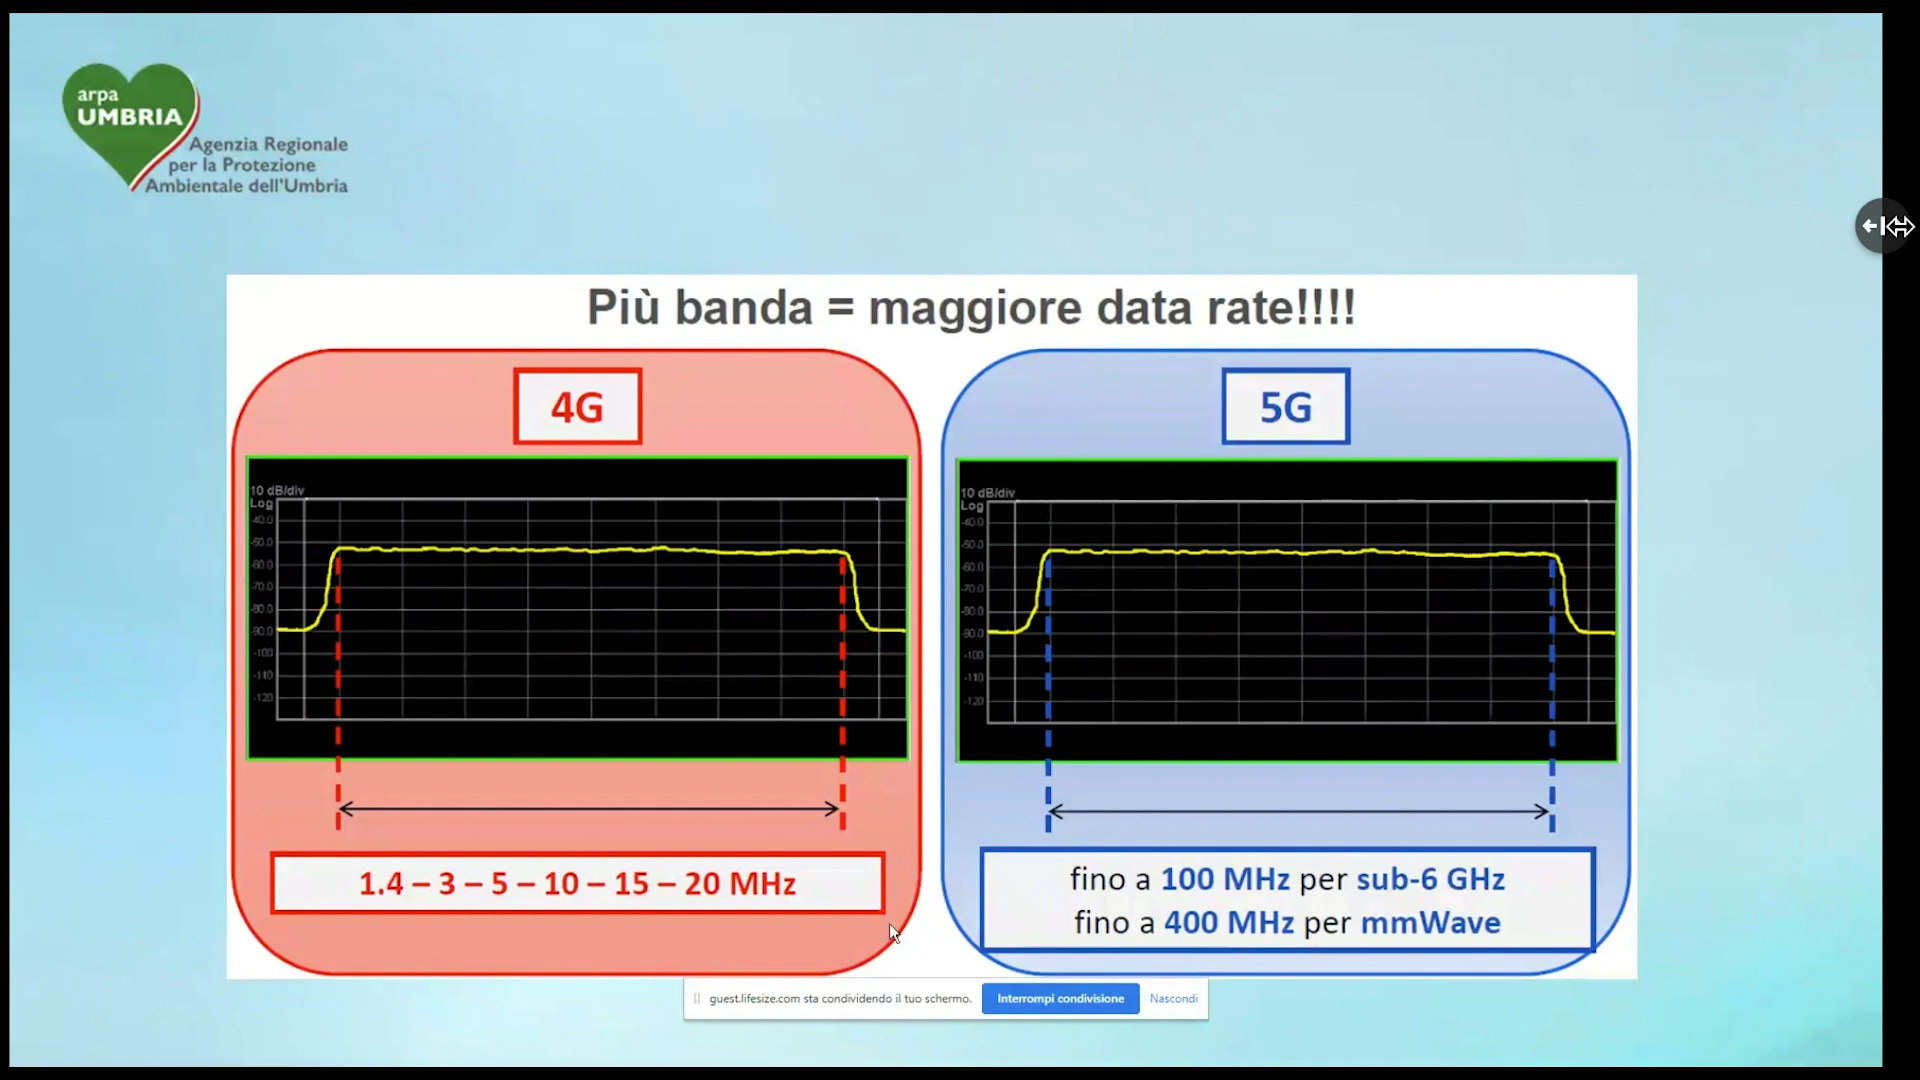 arpa
UMBRIA
Agenzia Regionale
per la Protezione
Ambientale dell'Umbria
Più banda = maggiore data rate!!!!
4G
10 dB/div
Log
-40.0
-50.0
-60.0
-70.0
-80.0
-90.0
-100
-110
-120
1.4 – 3 – 5 – 10 – 15 – 20 MHz
5G
10 dB/div
Log
-40.0
-50.0
-60.0
-70.0
-80.0
-90.0
-100
-110
-120
fino a 100 MHz per sub-6 GHz
fino a 400 MHz per mmWave
guest.lifesize.com sta condividendo il tuo schermo.
Interrompi condivisione
Nascondi